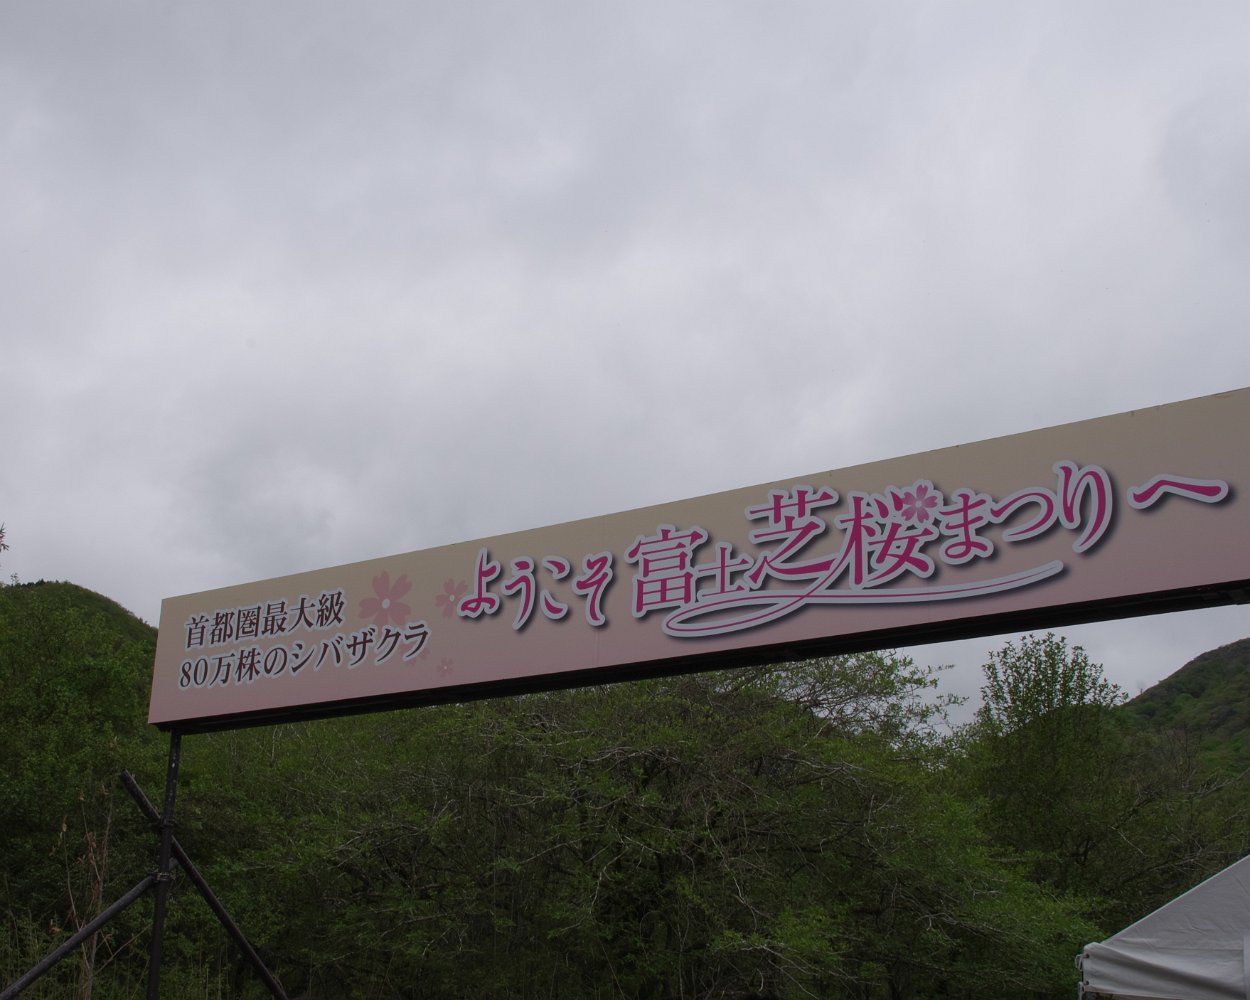 首都圏最大級
80万株のシバザクラ
ようこそ富士芝桜まつりへ